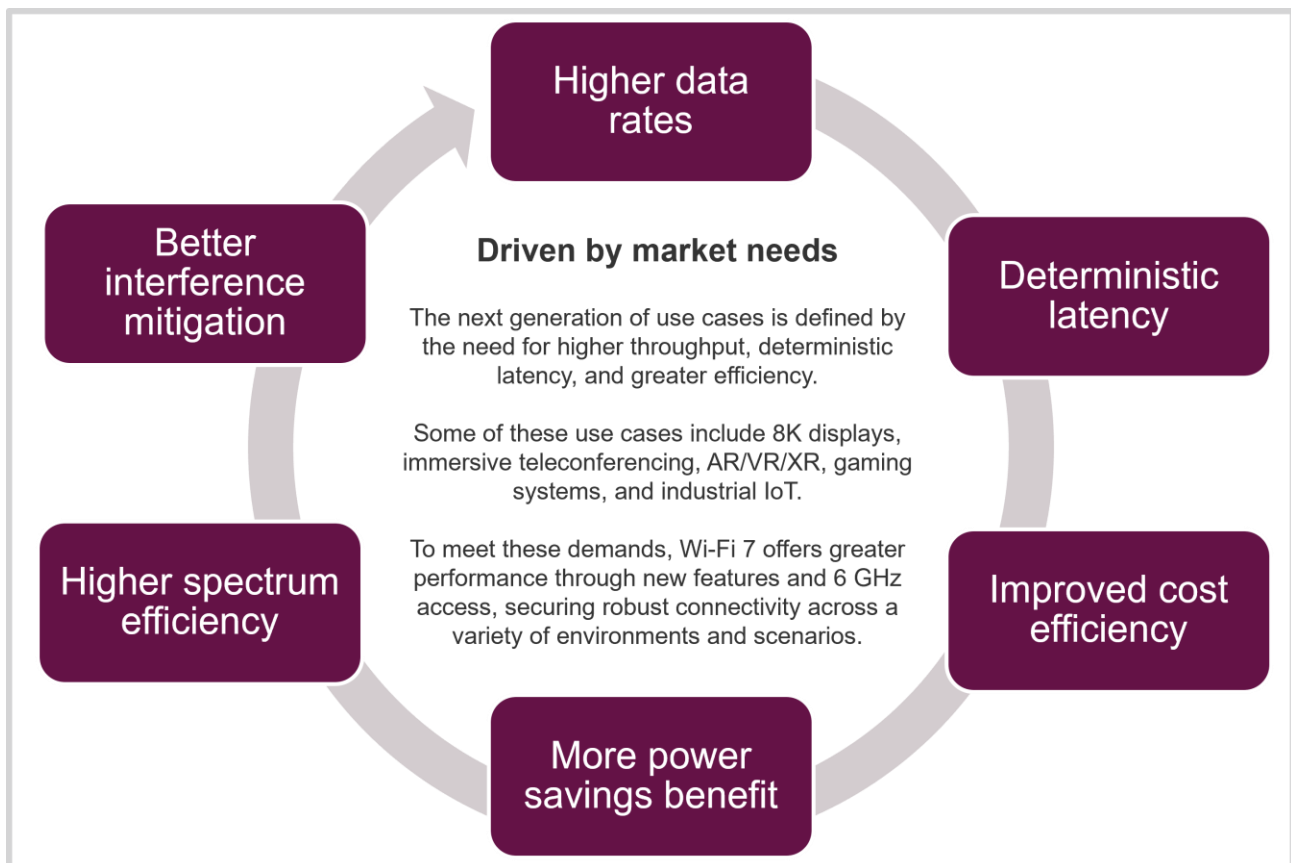 Higher data
rates
Deterministic
latency
Improved cost
efficiency
More power
savings benefit
Higher spectrum
efficiency
Better
interference
mitigation
Driven by market needs
The next generation of use cases is defined by
the need for higher throughput, deterministic
latency, and greater efficiency.
Some of these use cases include 8K displays,
immersive teleconferencing, AR/VR/XR, gaming
systems, and industrial IoT.
To meet these demands, Wi-Fi 7 offers greater
performance through new features and 6 GHz
access, securing robust connectivity across a
variety of environments and scenarios.